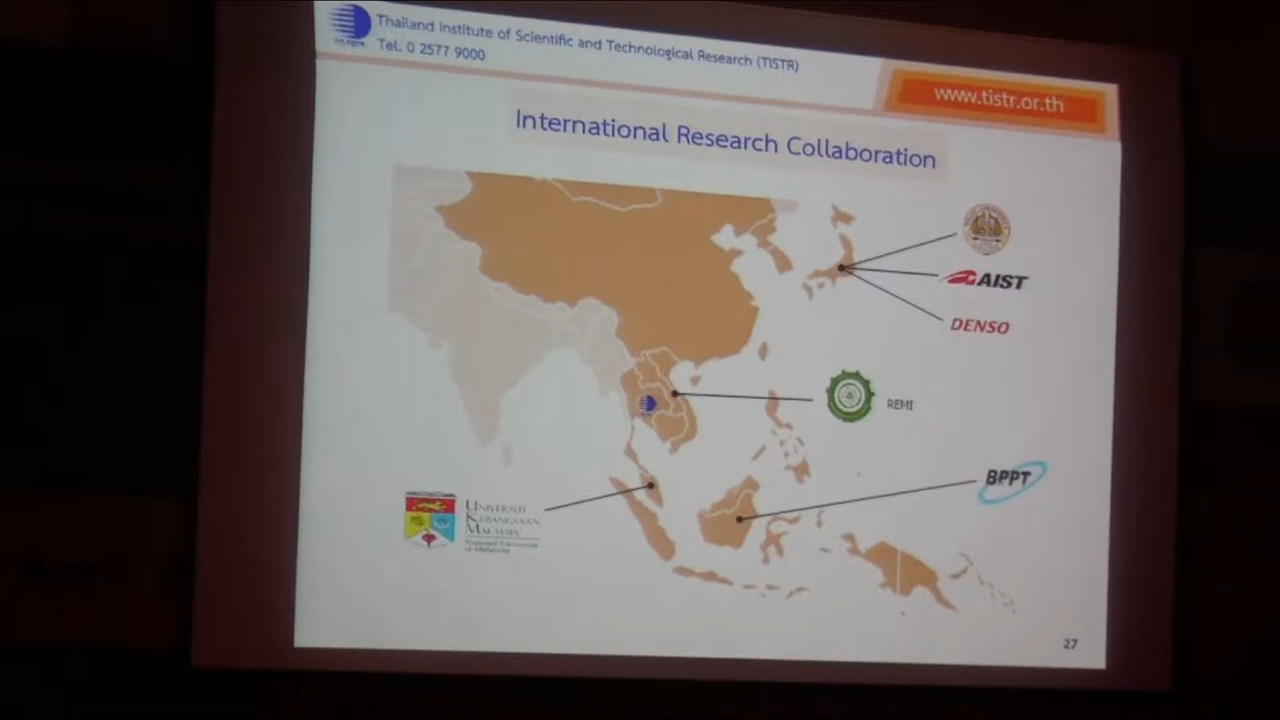 Thailand Institute of Scientific and Technological Research (TISTR)
Tel. 0 2577 9000
www.tistr.or.th
International Research Collaboration
AIST
DENSO
REMI
BPPT
UNIVERSITI
KEBANGSAAN
MALAYSIA
National University
of Malaysia
27